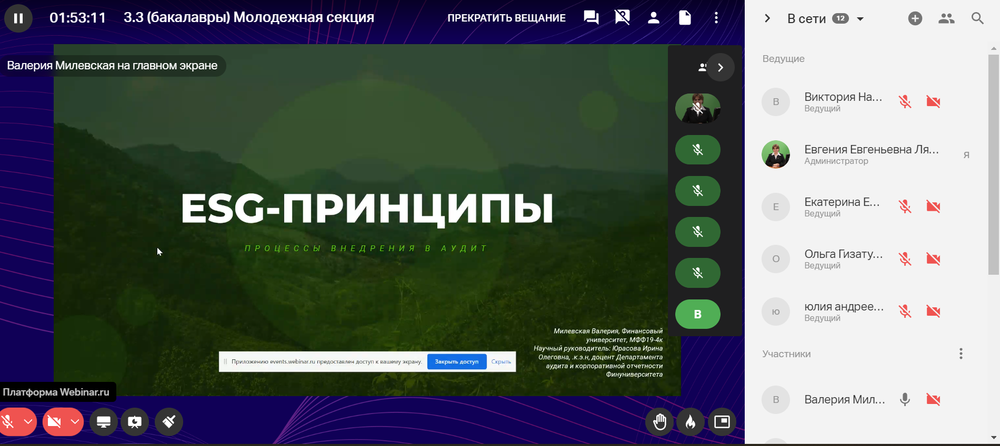 01:53:11
3.3 (бакалавры) Молодежная секция
ПРЕКРАТИТЬ ВЕЩАНИЕ
Валерия Милевская на главном экране
ESG-ПРИНЦИПЫ
ПРОЦЕССЫ ВНЕДРЕНИЯ В АУДИТ
Милевская Валерия, Финансовый
университет, МФФ19-4к
Научный руководитель: Юрасова Ирина
Олеговна, .к.э.н, доцент Департамента
аудита и корпоративной отчетности
Финуниверситета
Приложению events.webinar.ru предоставлен доступ к вашему экрану.
Закрыть доступ
Скрыть
В
Платформа Webinar.ru
В сети 12
Ведущие
В
Виктория На...
Ведущий
Евгения Евгеньевна Ля...
Администратор
Я
Е
Екатерина Е...
Ведущий
О
Ольга Гизату...
Ведущий
ю
юлия андрее...
Ведущий
Участники
В
Валерия Мил...